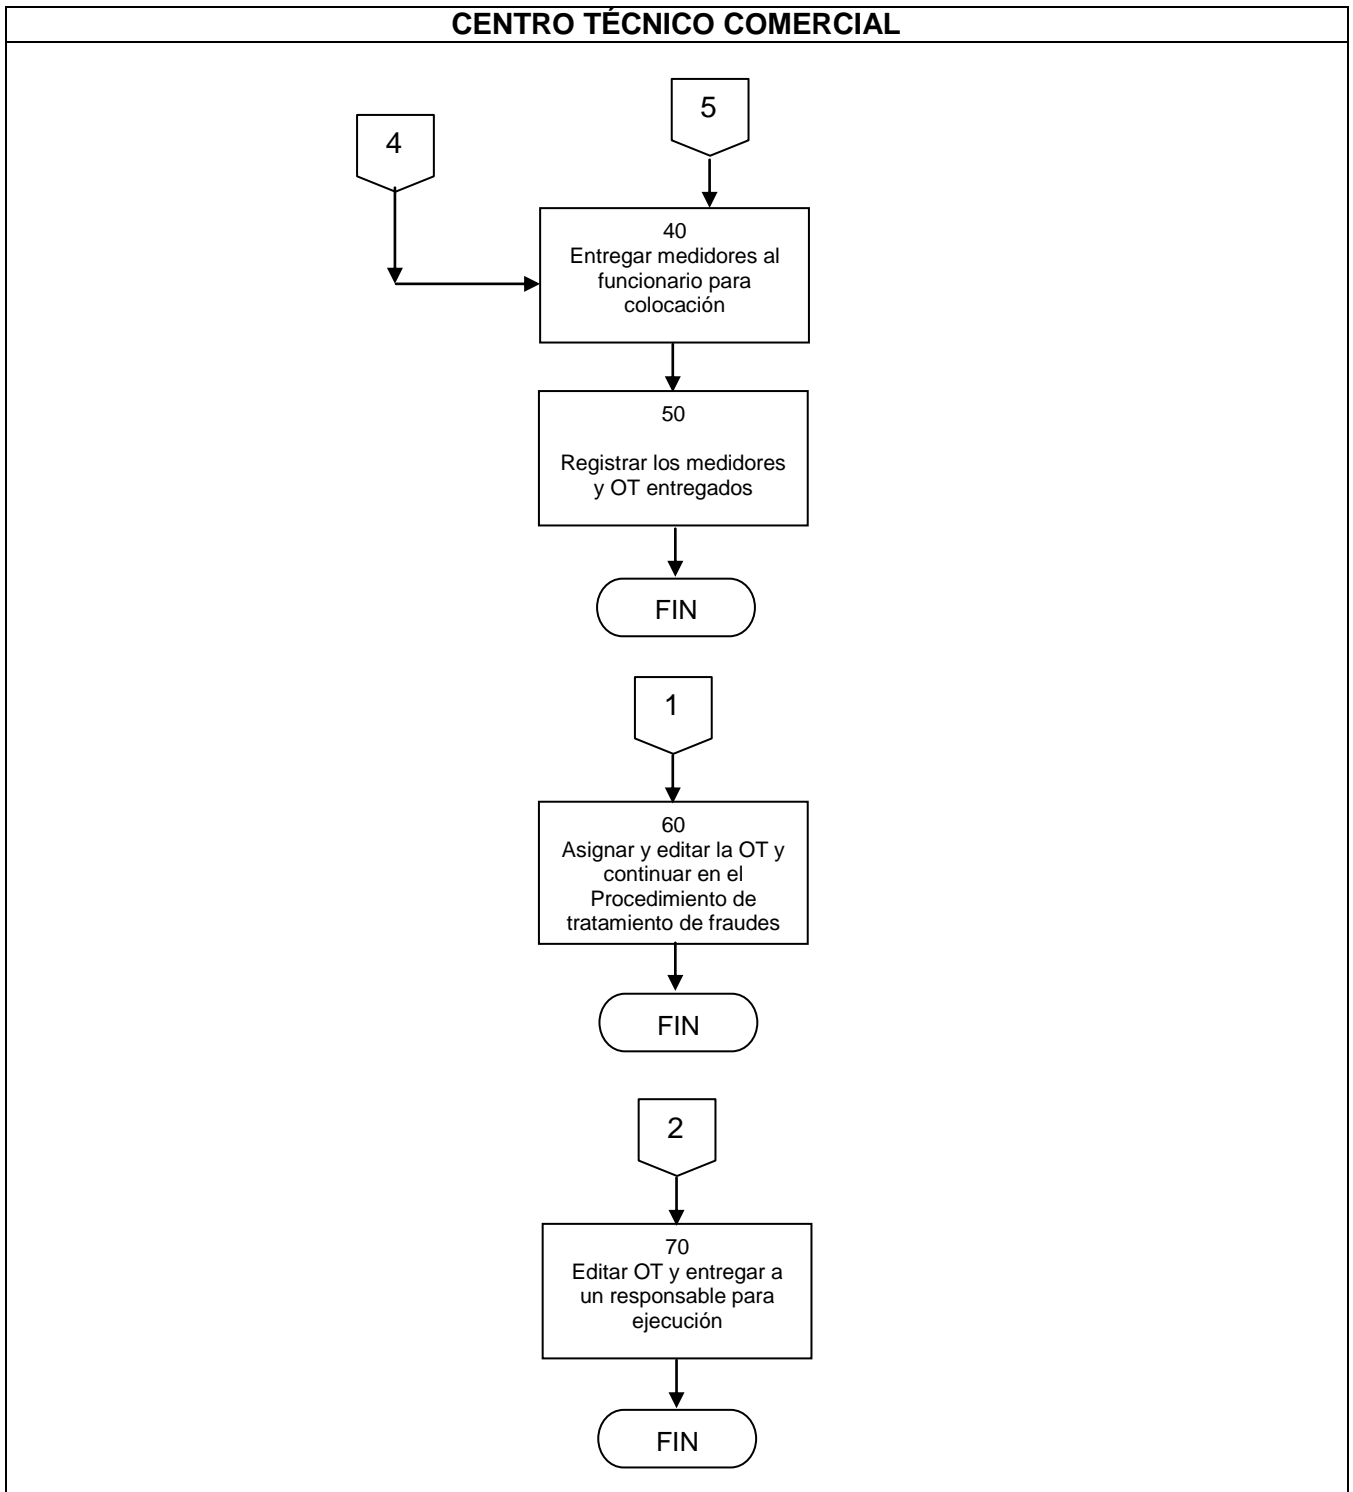 CENTRO TÉCNICO COMERCIAL
5
4
40
Entregar medidores al
funcionario para
colocación
50
Registrar los medidores
y OT entregados
FIN
1
60
Asignar y editar la OT y
continuar en el
Procedimiento de
tratamiento de fraudes
FIN
2
70
Editar OT y entregar a
un responsable para
ejecución
FIN